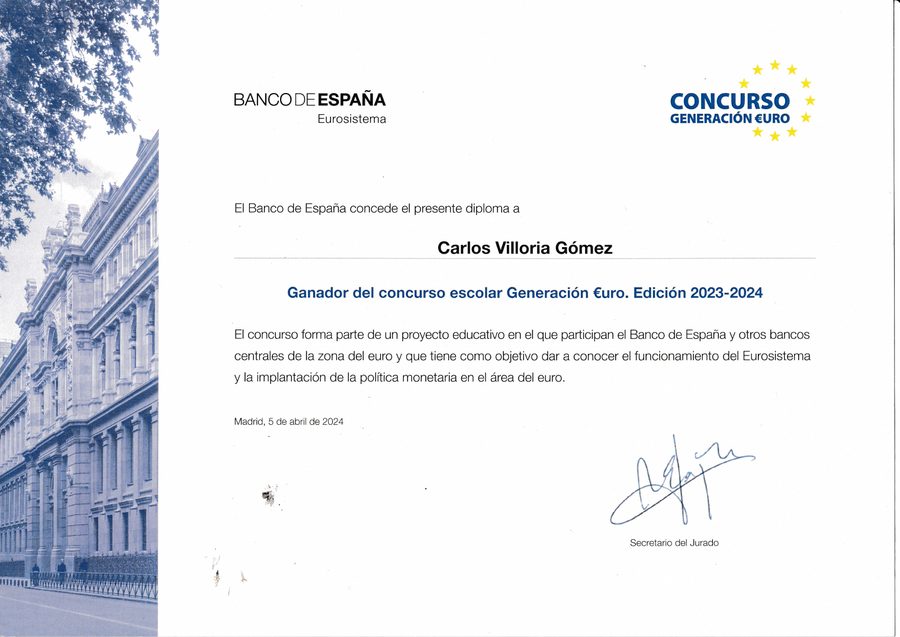 BANCO DE ESPAÑA
Eurosistema
CONCURSO
GENERACIÓN €URO
El Banco de España concede el presente diploma a
Carlos Villoria Gómez
Ganador del concurso escolar Generación €uro. Edición 2023-2024
El concurso forma parte de un proyecto educativo en el que participan el Banco de España y otros bancos
centrales de la zona del euro y que tiene como objetivo dar a conocer el funcionamiento del Eurosistema
y la implantación de la política monetaria en el área del euro.
Madrid, 5 de abril de 2024
Secretario del Jurado